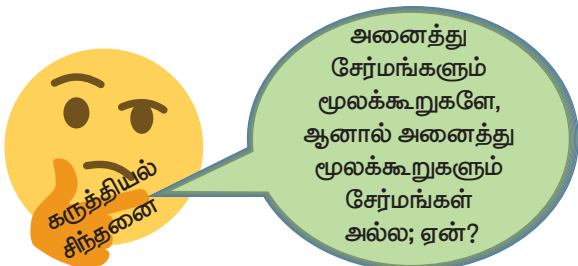 கருத்தியல்
சிந்தனை
அனைத்து
சேர்மங்களும்
மூலக்கூறுகளே,
ஆனால் அனைத்து
மூலக்கூறுகளும்
சேர்மங்கள்
அல்ல; ஏன்?